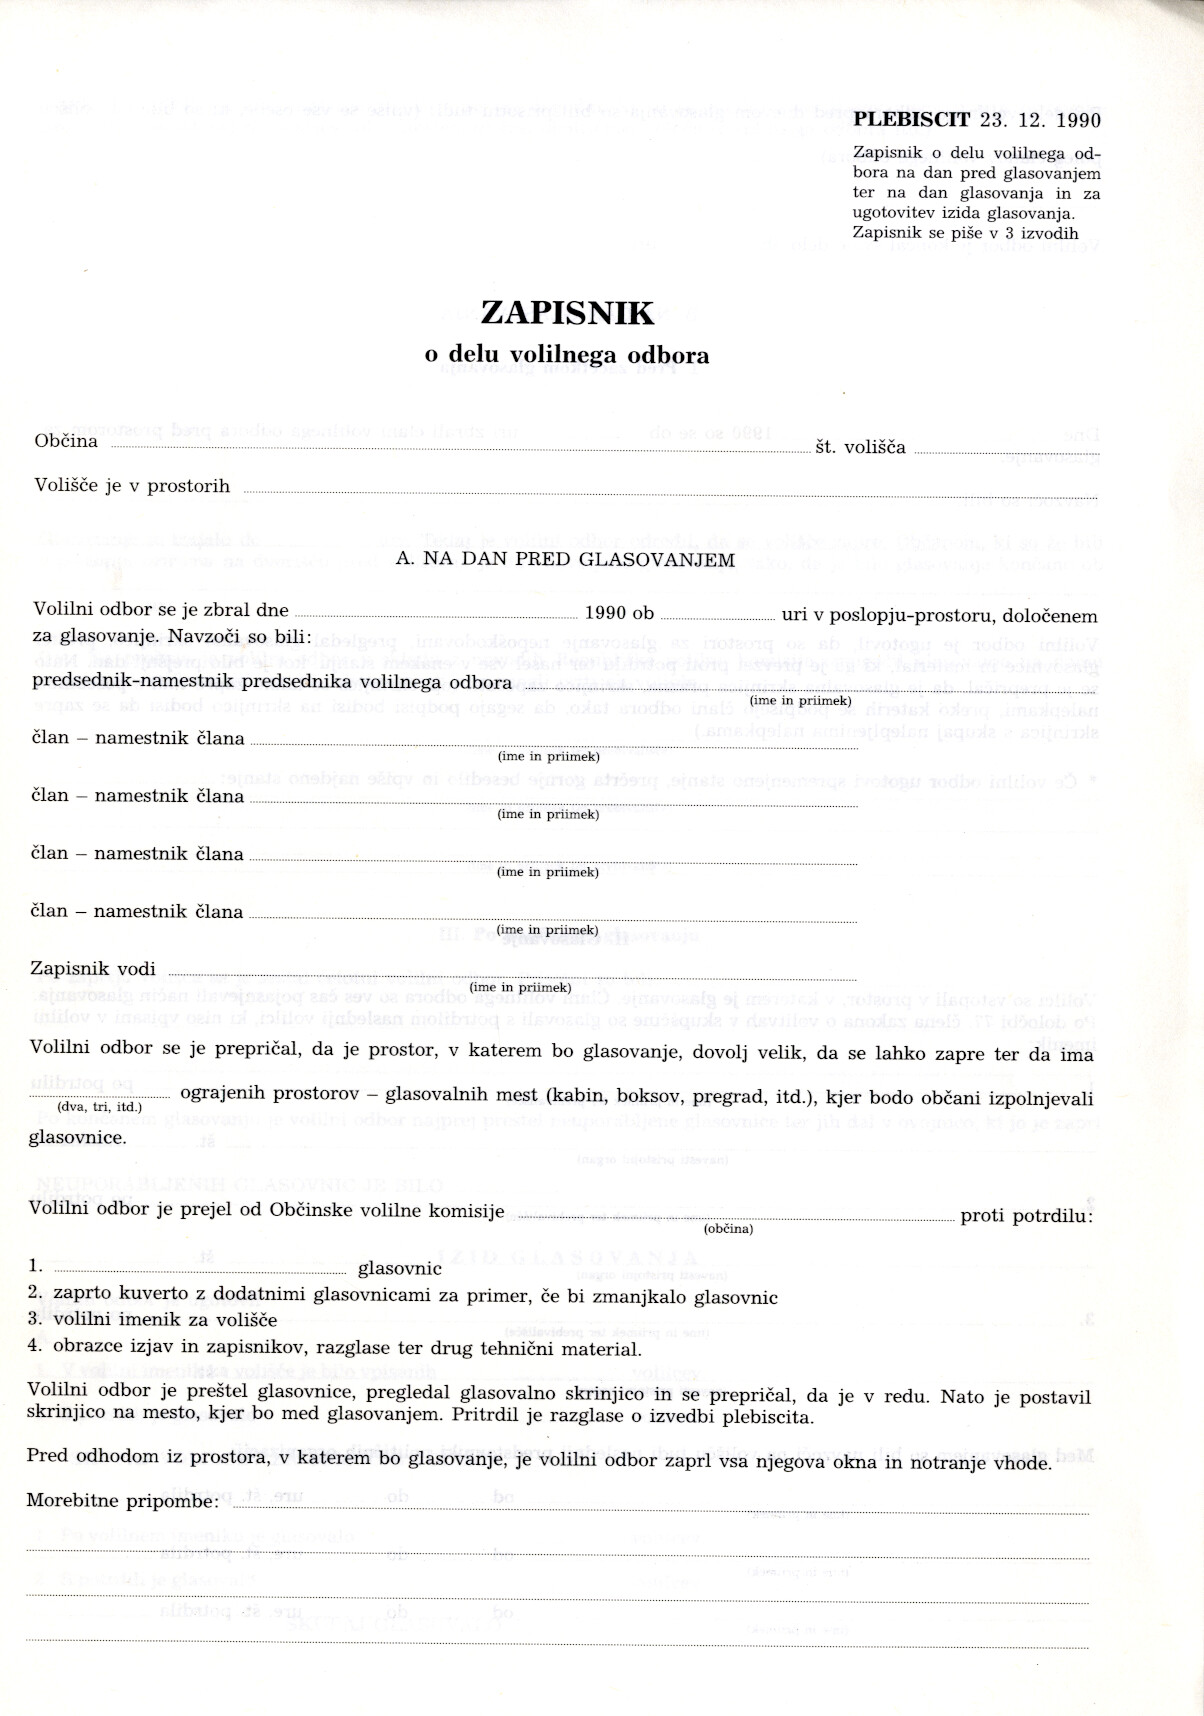 PLEBISCIT 23. 12. 1990
Zapisnik o delu volilnega od-
bora na dan pred glasovanjem
ter na dan glasovanja in za
ugotovitev izida glasovanja.
Zapisnik se piše v 3 izvodih
ZAPISNIK
o delu volilnega odbora
Občina št. volišča
Volišče je v prostorih
A. NA DAN PRED GLASOVANJEM
Volilni odbor se je zbral dne 1990 ob uri v poslopju-prostoru, določenem
za glasovanje. Navzoči so bili:
predsednik-namestnik predsednika volilnega odbora
(ime in priimek)
član – namestnik člana
(ime in priimek)
član – namestnik člana
(ime in priimek)
član – namestnik člana
(ime in priimek)
član – namestnik člana
(ime in priimek)
Zapisnik vodi
(ime in priimek)
Volilni odbor se je prepričal, da je prostor, v katerem bo glasovanje, dovolj velik, da se lahko zapre ter da ima
ograjenih prostorov – glasovalnih mest (kabin, boksov, pregrad, itd.), kjer bodo občani izpolnjevali
(dva, tri, itd.)
glasovnice.
Volilni odbor je prejel od Občinske volilne komisije proti potrdilu:
(občina)
1. glasovnic
2. zaprto kuverto z dodatnimi glasovnicami za primer, če bi zmanjkalo glasovnic
3. volilni imenik za volišče
4. obrazce izjav in zapisnikov, razglase ter drug tehnični material.
Volilni odbor je preštel glasovnice, pregledal glasovalno skrinjico in se prepričal, da je v redu. Nato je postavil
skrinjico na mesto, kjer bo med glasovanjem. Pritrdil je razglase o izvedbi plebiscita.
Pred odhodom iz prostora, v katerem bo glasovanje, je volilni odbor zaprl vsa njegova okna in notranje vhode.
Morebitne pripombe: